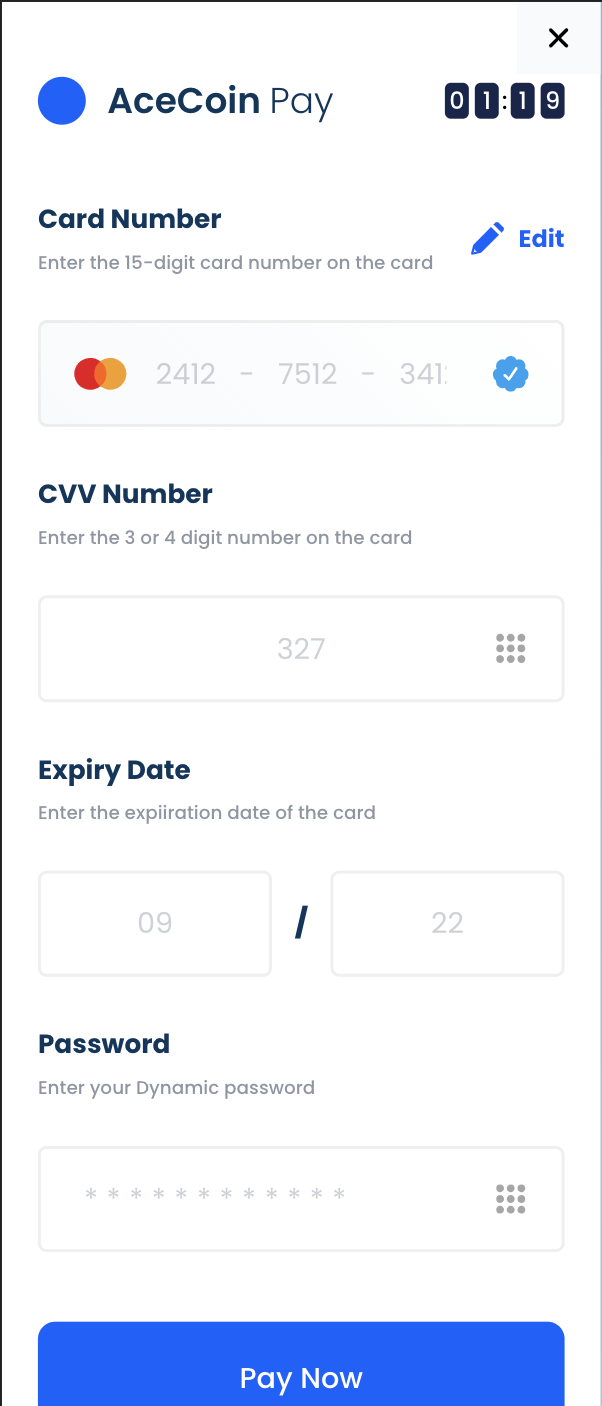 AceCoin Pay
01:19
Card Number
Edit
Enter the 15-digit card number on the card
2412 - 7512 - 341
CVV Number
Enter the 3 or 4 digit number on the card
327
Expiry Date
Enter the expiiration date of the card
09 / 22
Password
Enter your Dynamic password
* * * * * * * * * * * *
Pay Now